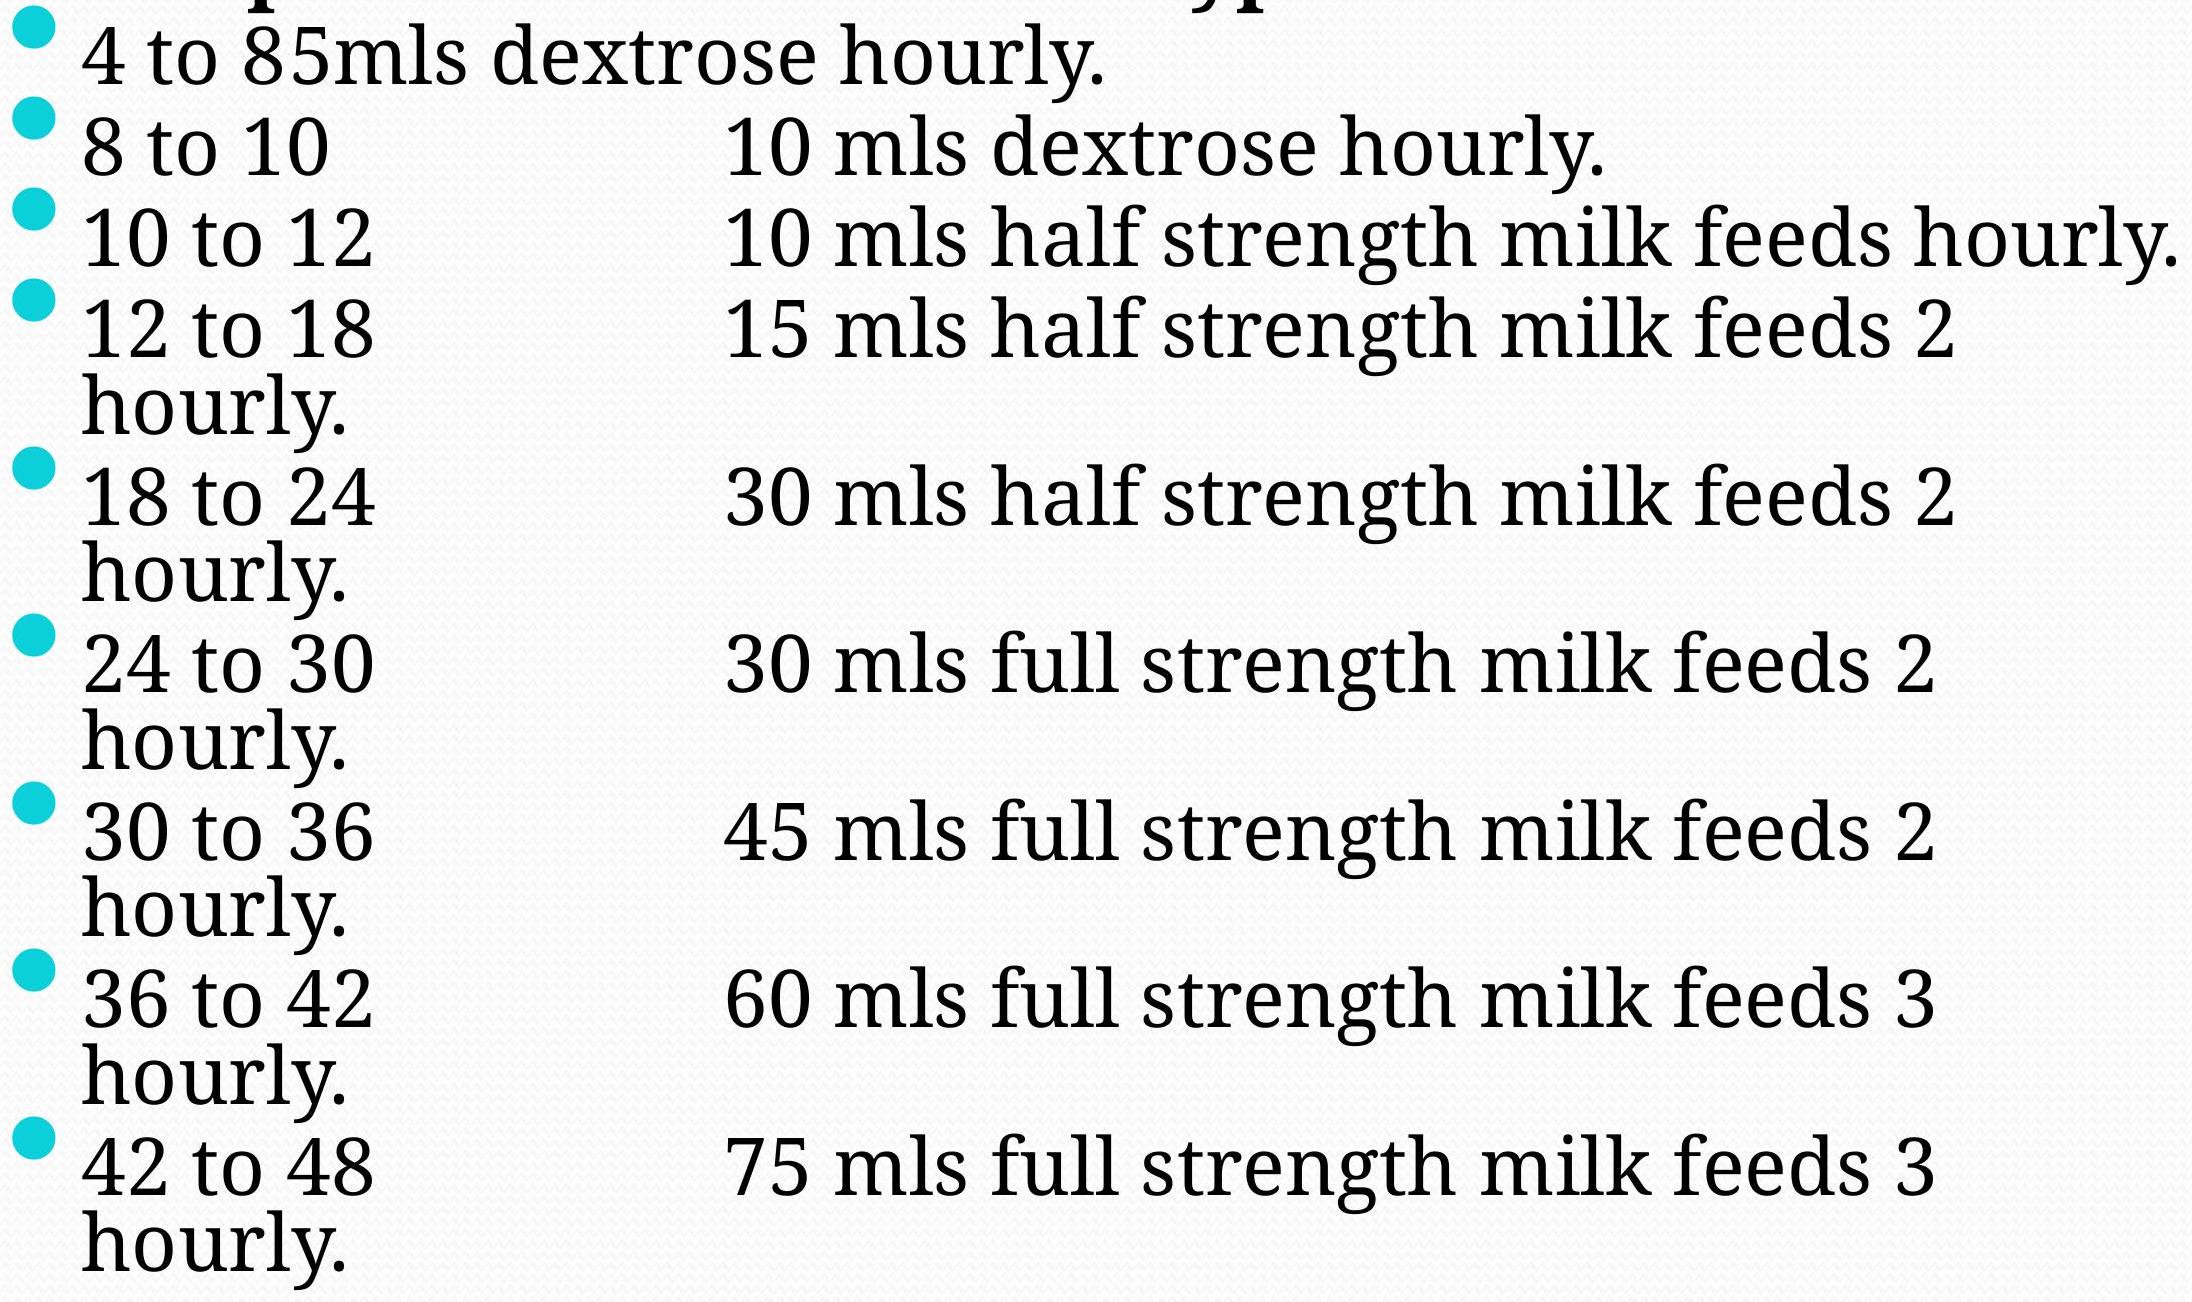 4 to 85mls dextrose hourly.
8 to 10 10 mls dextrose hourly.
10 to 12 10 mls half strength milk feeds hourly.
12 to 18 15 mls half strength milk feeds 2
hourly.
18 to 24 30 mls half strength milk feeds 2
hourly.
24 to 30 30 mls full strength milk feeds 2
hourly.
30 to 36 45 mls full strength milk feeds 2
hourly.
36 to 42 60 mls full strength milk feeds 3
hourly.
42 to 48 75 mls full strength milk feeds 3
hourly.